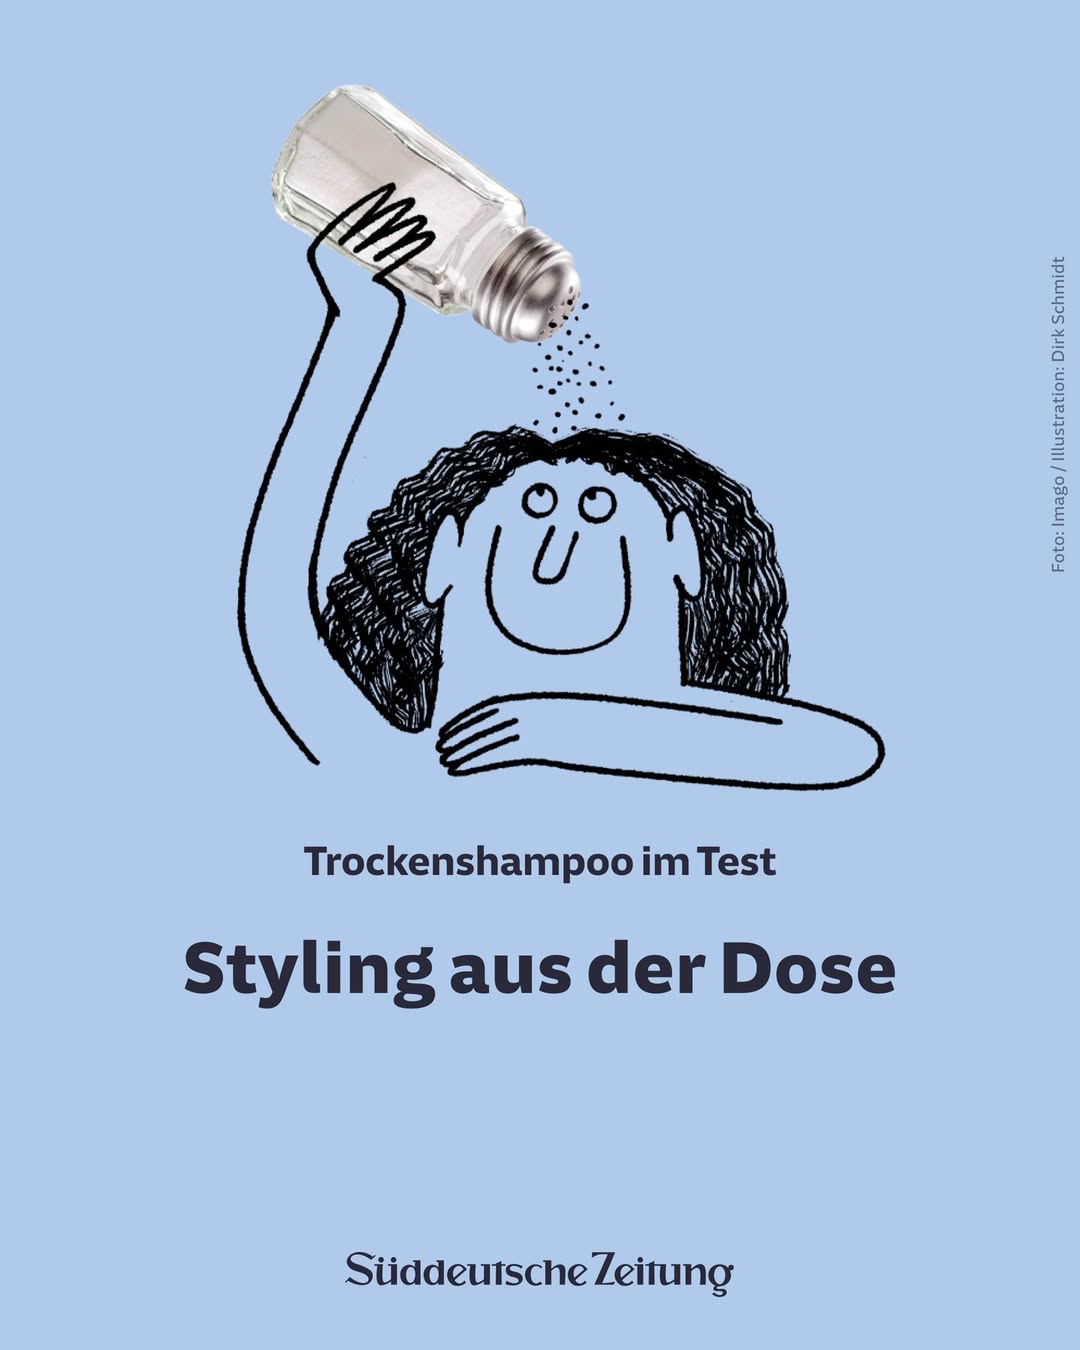 Foto: Imago / Illustration: Dirk Schmidt
Trockenshampoo im Test
Styling aus der Dose
Süddeutsche Zeitung